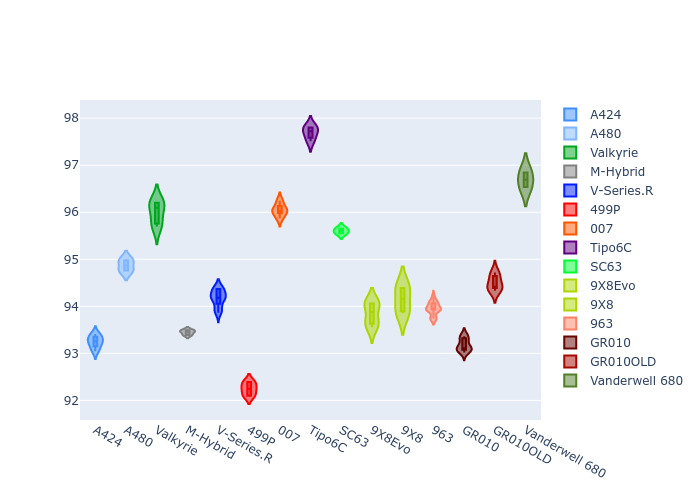 98
97
96
95
94
93
92
A424
A480
Valkyrie
M-Hybrid
V-Series.R
499P
007
Tipo6C
SC63
9X8Evo
9X8
963
GR010
GR010OLD
Vanderwell 680
A424
A480
Valkyrie
M-Hybrid
V-Series.R
499P
007
Tipo6C
SC63
9X8Evo
9X8
963
GR010
GR010OLD
Vanderwell 680